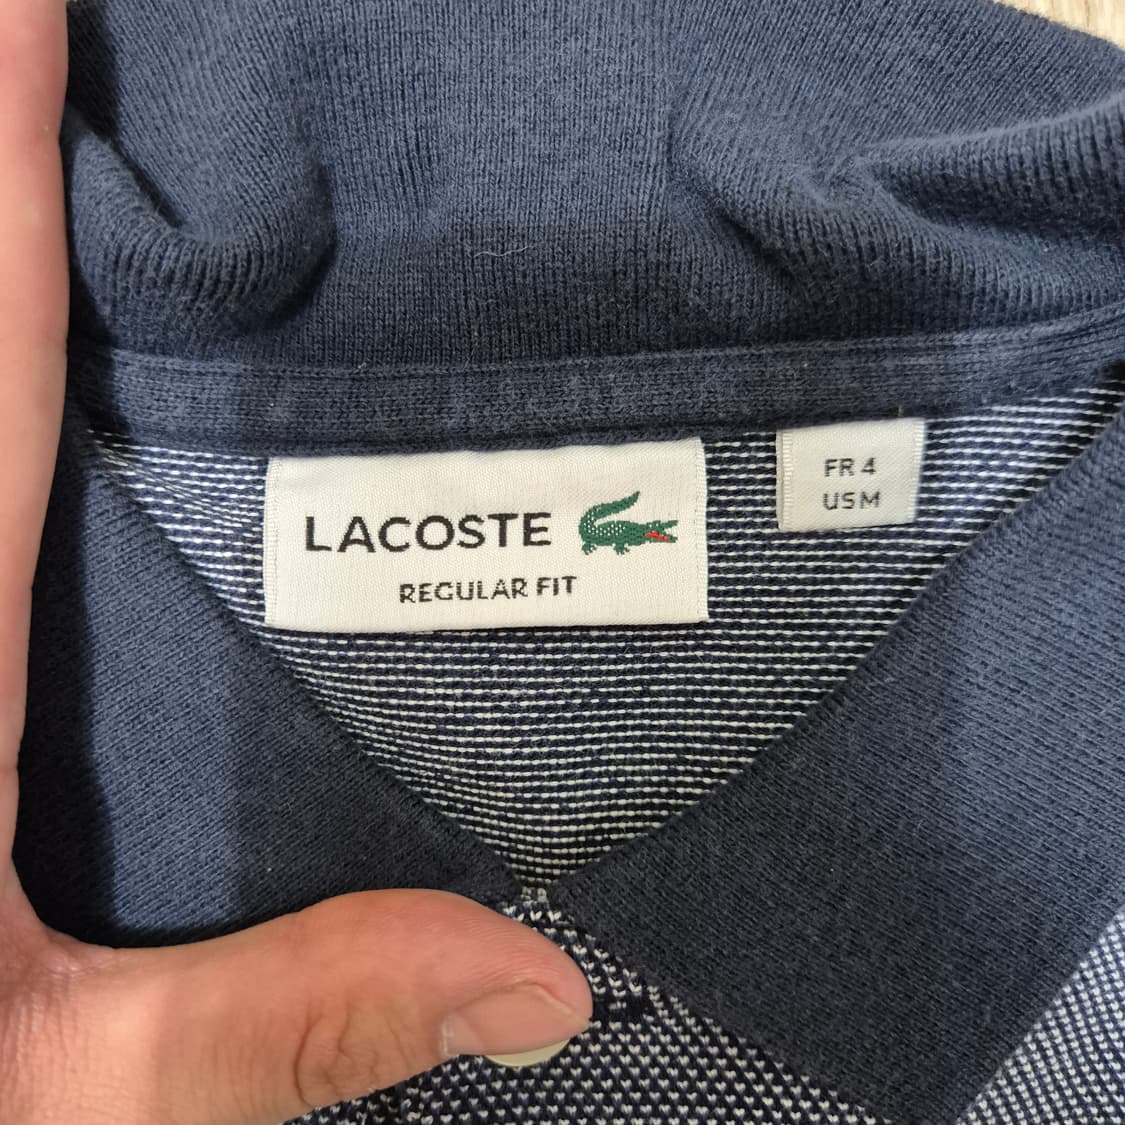 LACOSTE
REGULAR FIT
FR 4
US M